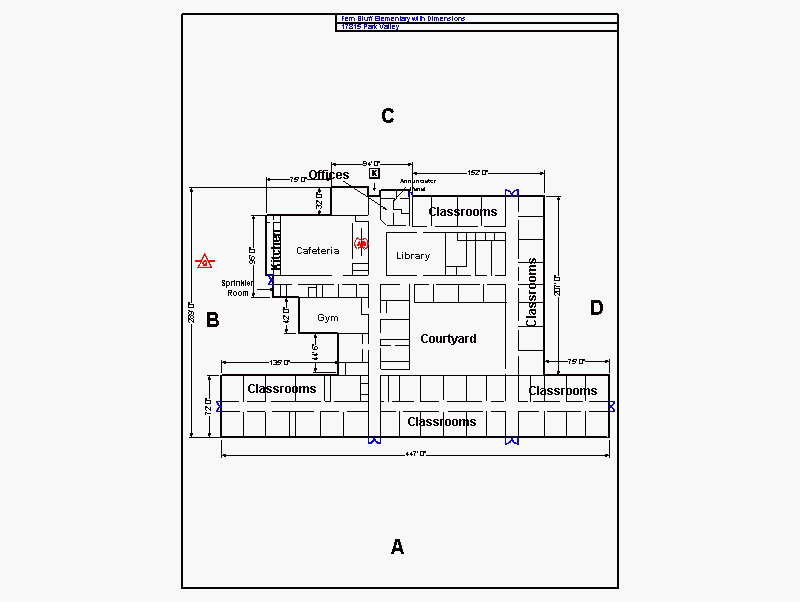 Fern Bluff Elementary with Dimensions
17815 Park Valley
C
94'0"
152'0"
75'0"
Offices
K
Annunciator
Panel
32'0"
Classrooms
Kitchen
Cafeteria
Library
96'0"
Classrooms
207'0"
Sprinkler
Room
289'0"
B
42'0"
Gym
D
Courtyard
44'6"
135'0"
75'0"
72'0"
Classrooms
Classrooms
Classrooms
447'0"
A